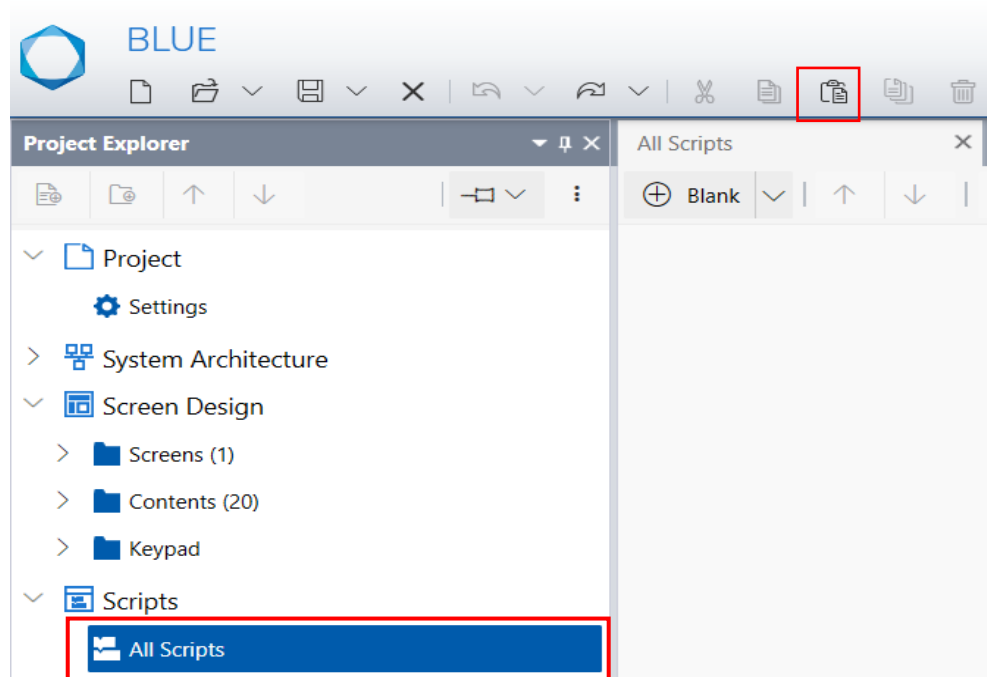 BLUE
Project Explorer
All Scripts
Blank
Project
Settings
System Architecture
Screen Design
Screens (1)
Contents (20)
Keypad
Scripts
All Scripts